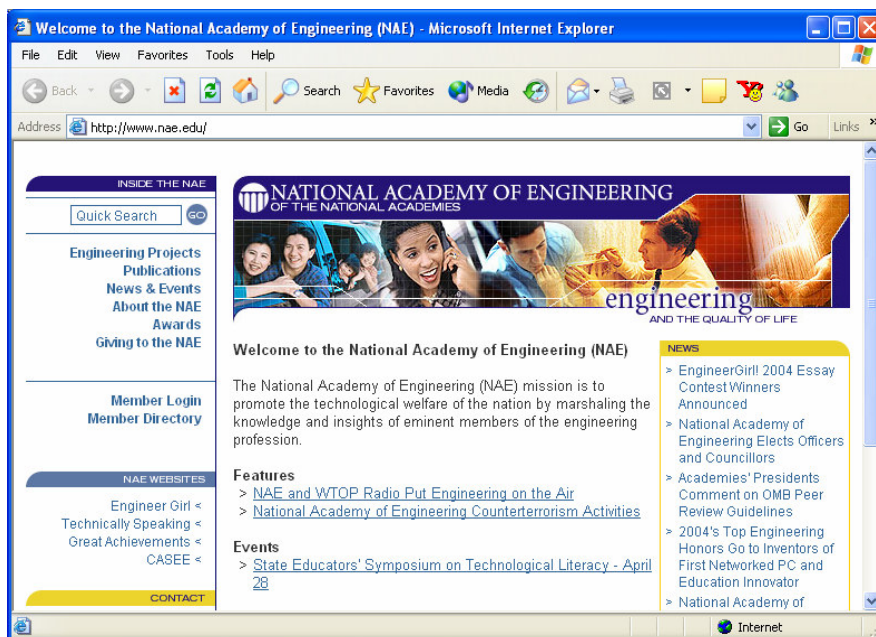 Welcome to the National Academy of Engineering (NAE) - Microsoft Internet Explorer
File Edit View Favorites Tools Help
Back Search Favorites Media
Address http://www.nae.edu/ Go Links »
INSIDE THE NAE
Quick Search GO
Engineering Projects
Publications
News & Events
About the NAE
Awards
Giving to the NAE
Member Login
Member Directory
NAE WEBSITES
Engineer Girl <
Technically Speaking <
Great Achievements <
CASEE <
CONTACT
NATIONAL ACADEMY OF ENGINEERING
OF THE NATIONAL ACADEMIES
engineering
AND THE QUALITY OF LIFE
Welcome to the National Academy of Engineering (NAE)
The National Academy of Engineering (NAE) mission is to
promote the technological welfare of the nation by marshaling the
knowledge and insights of eminent members of the engineering
profession.
Features
> NAE and WTOP Radio Put Engineering on the Air
> National Academy of Engineering Counterterrorism Activities
Events
> State Educators' Symposium on Technological Literacy - April
28
NEWS
> EngineerGirl! 2004 Essay
Contest Winners
Announced
> National Academy of
Engineering Elects Officers
and Councillors
> Academies' Presidents
Comment on OMB Peer
Review Guidelines
> 2004's Top Engineering
Honors Go to Inventors of
First Networked PC and
Education Innovator
> National Academy of
Internet